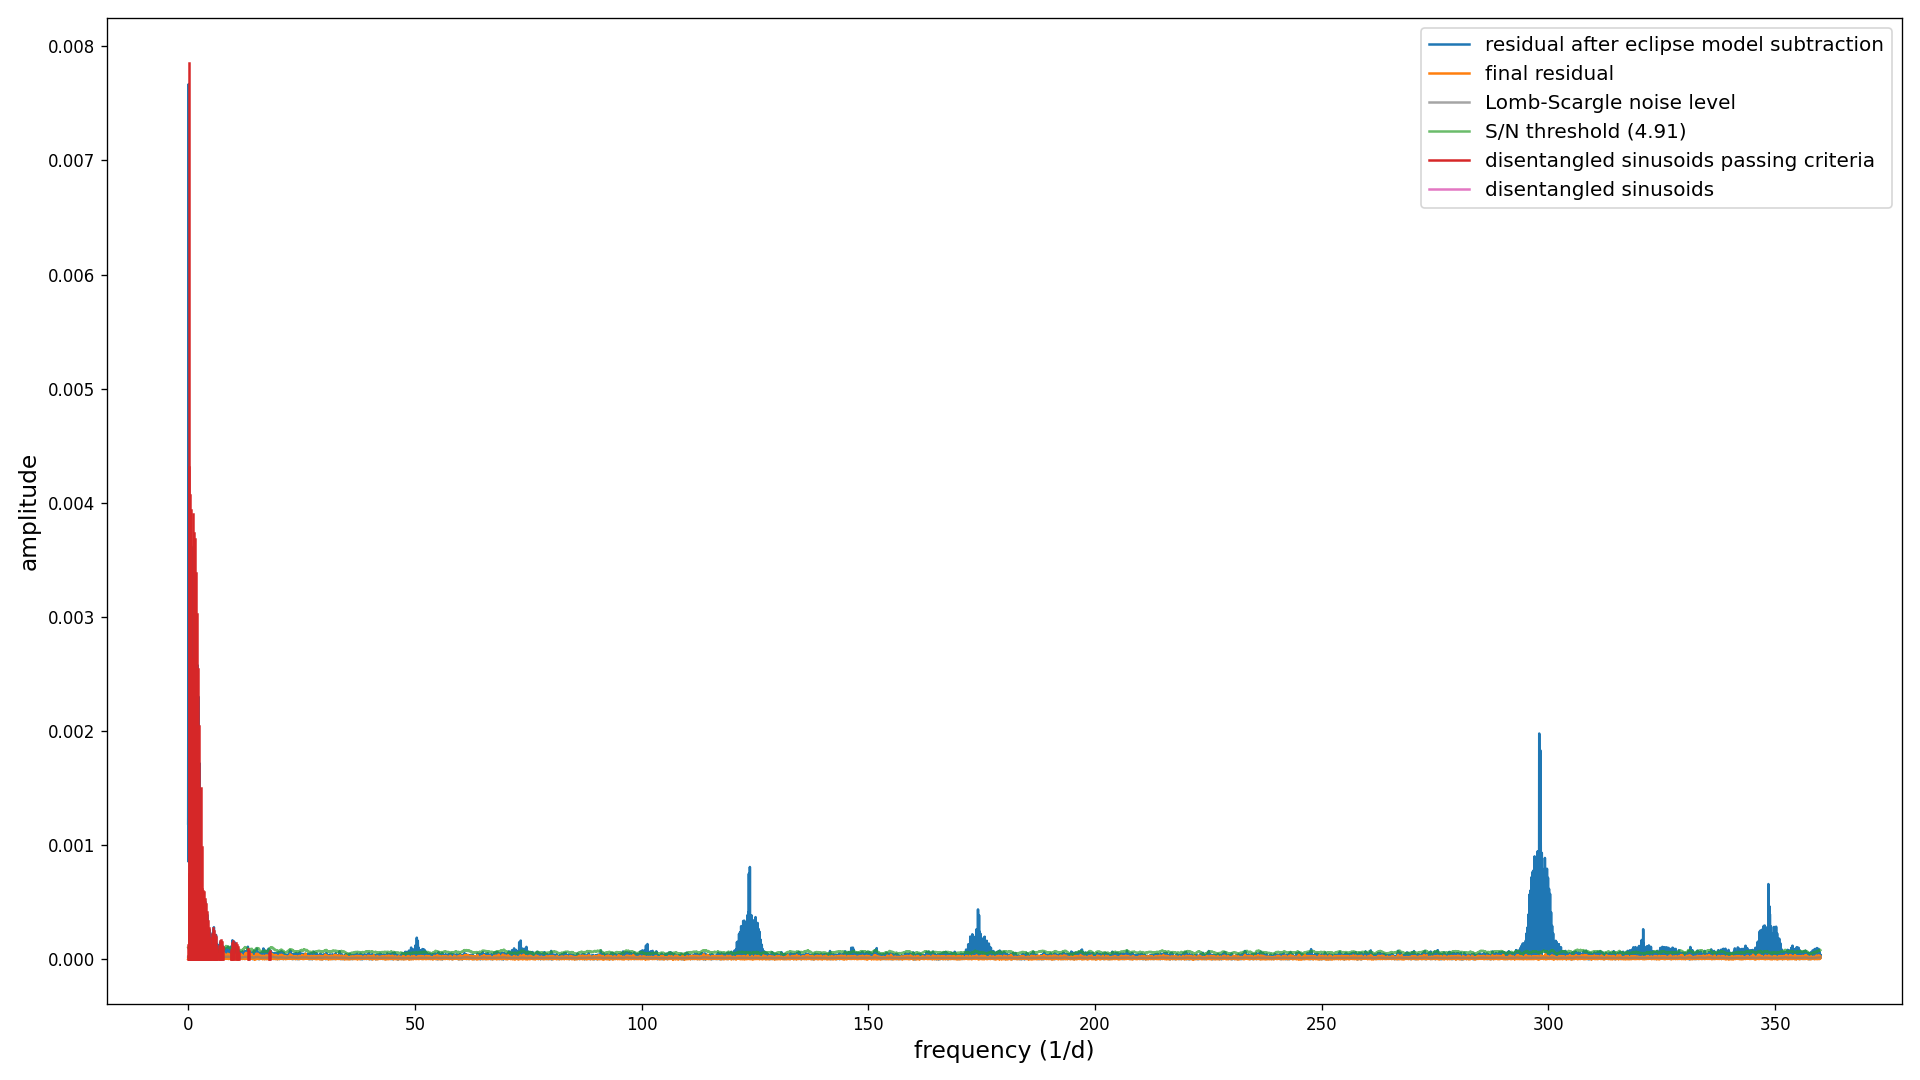 residual after eclipse model subtraction
final residual
Lomb-Scargle noise level
S/N threshold (4.91)
disentangled sinusoids passing criteria
disentangled sinusoids
0.008
0.007
0.006
0.005
0.004
0.003
0.002
0.001
0.000
amplitude
0 50 100 150 200 250 300 350
frequency (1/d)